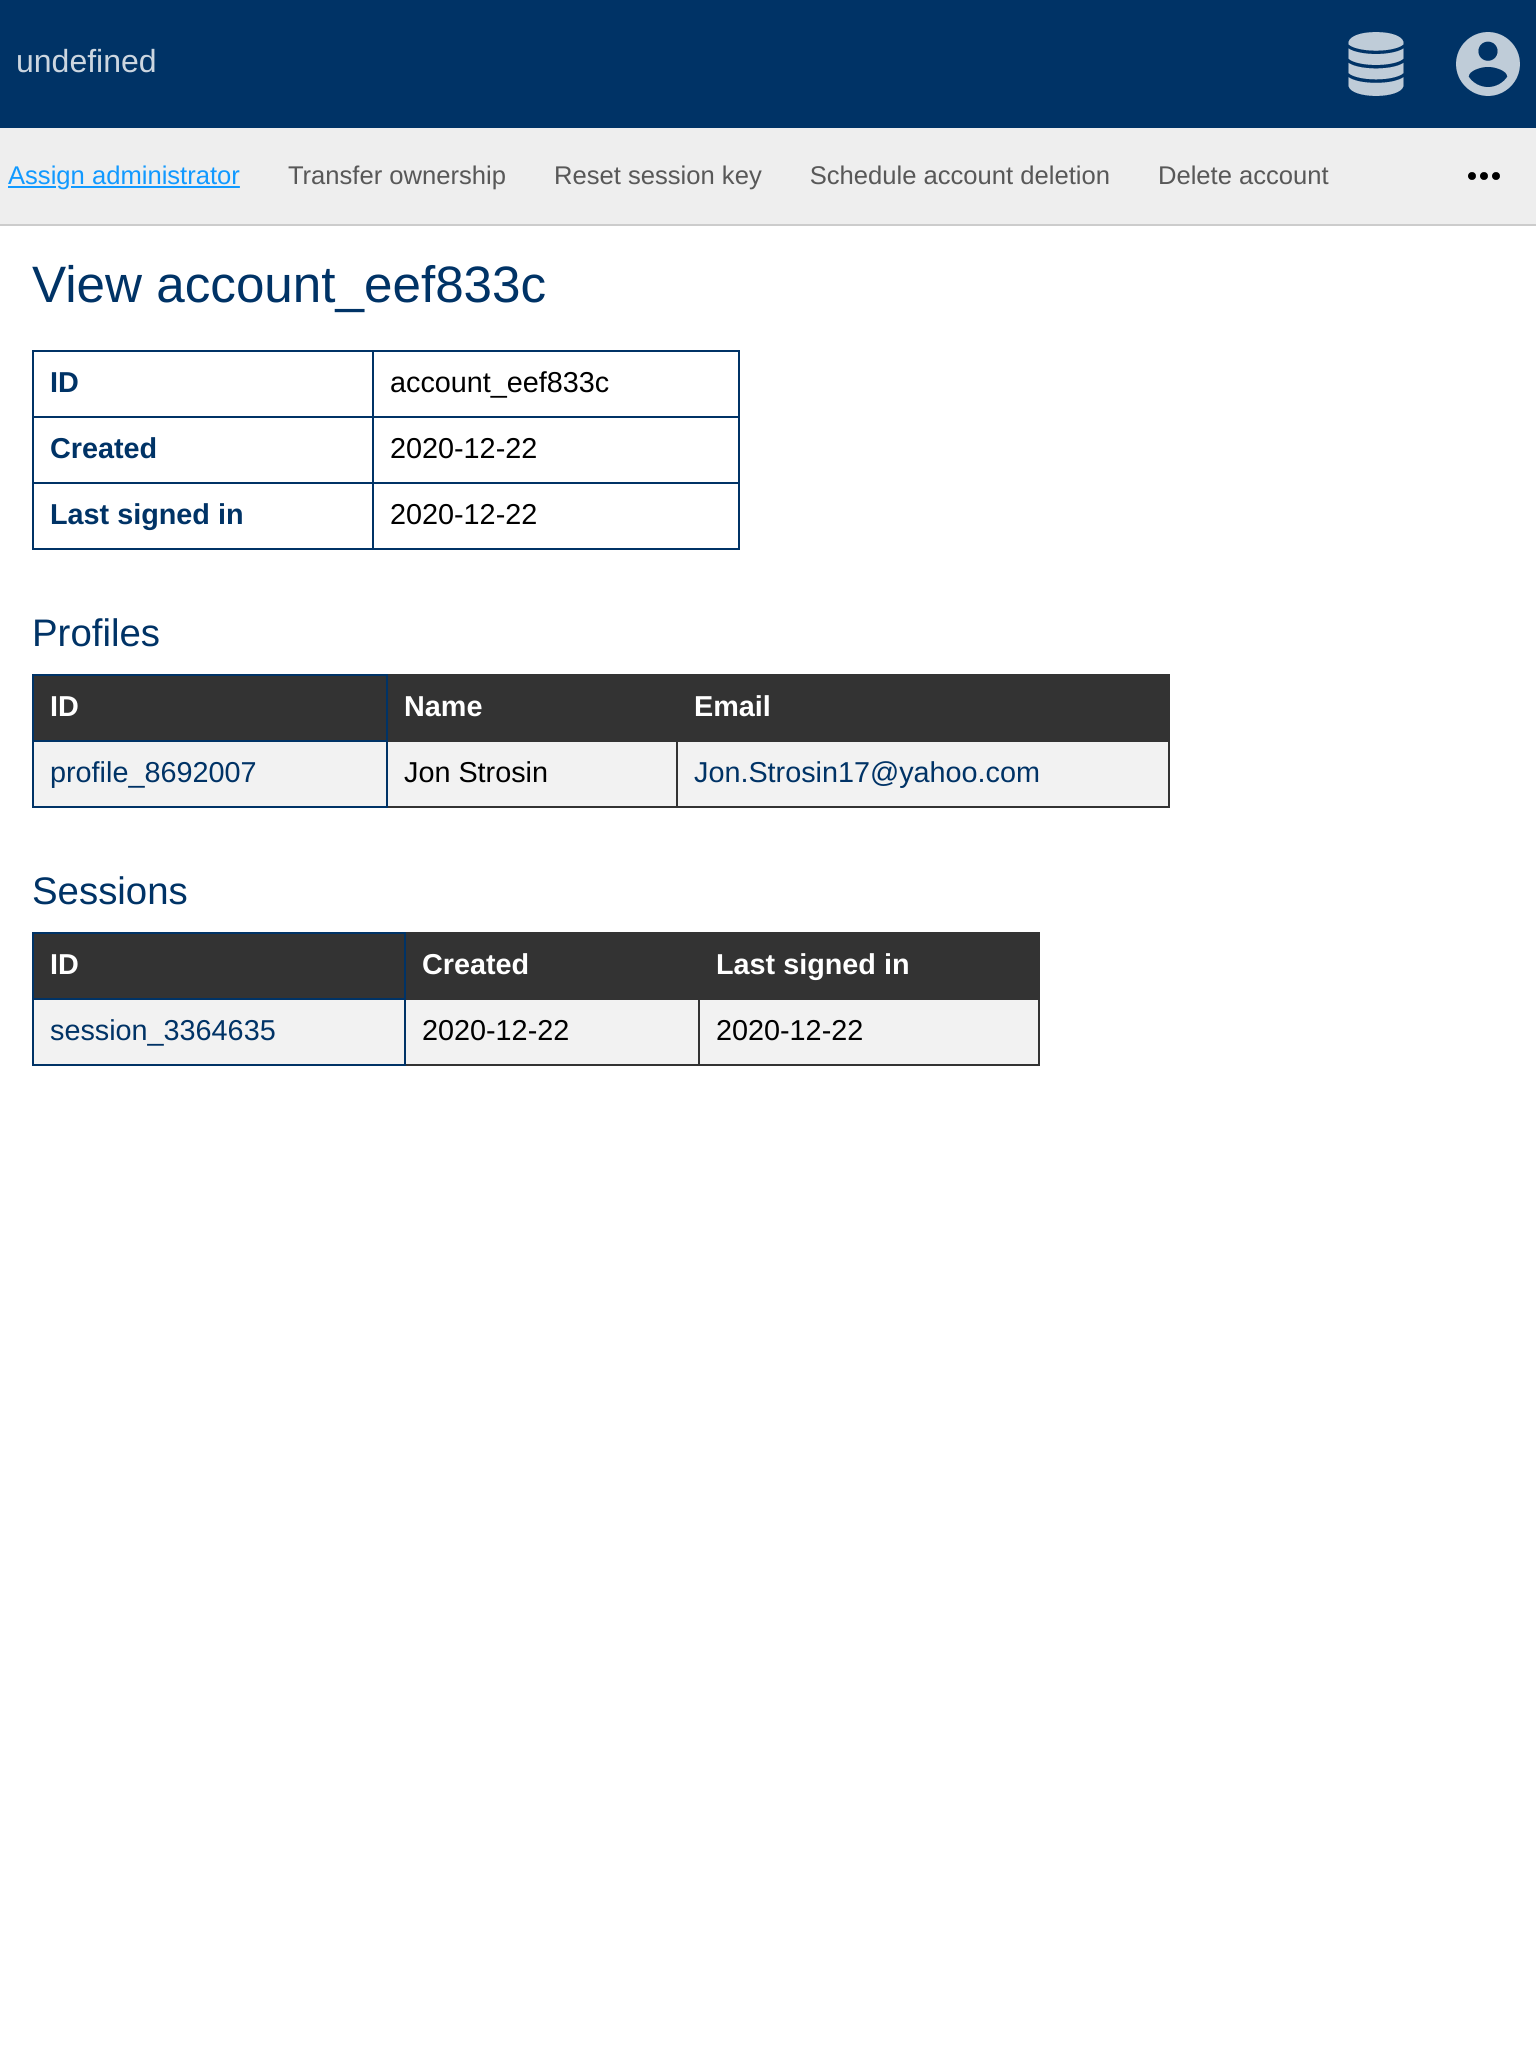 undefined
Assign administrator Transfer ownership Reset session key Schedule account deletion Delete account
View account_eef833c
ID account_eef833c
Created 2020-12-22
Last signed in 2020-12-22
Profiles
ID Name Email
profile_8692007 Jon Strosin Jon.Strosin17@yahoo.com
Sessions
ID Created Last signed in
session_3364635 2020-12-22 2020-12-22